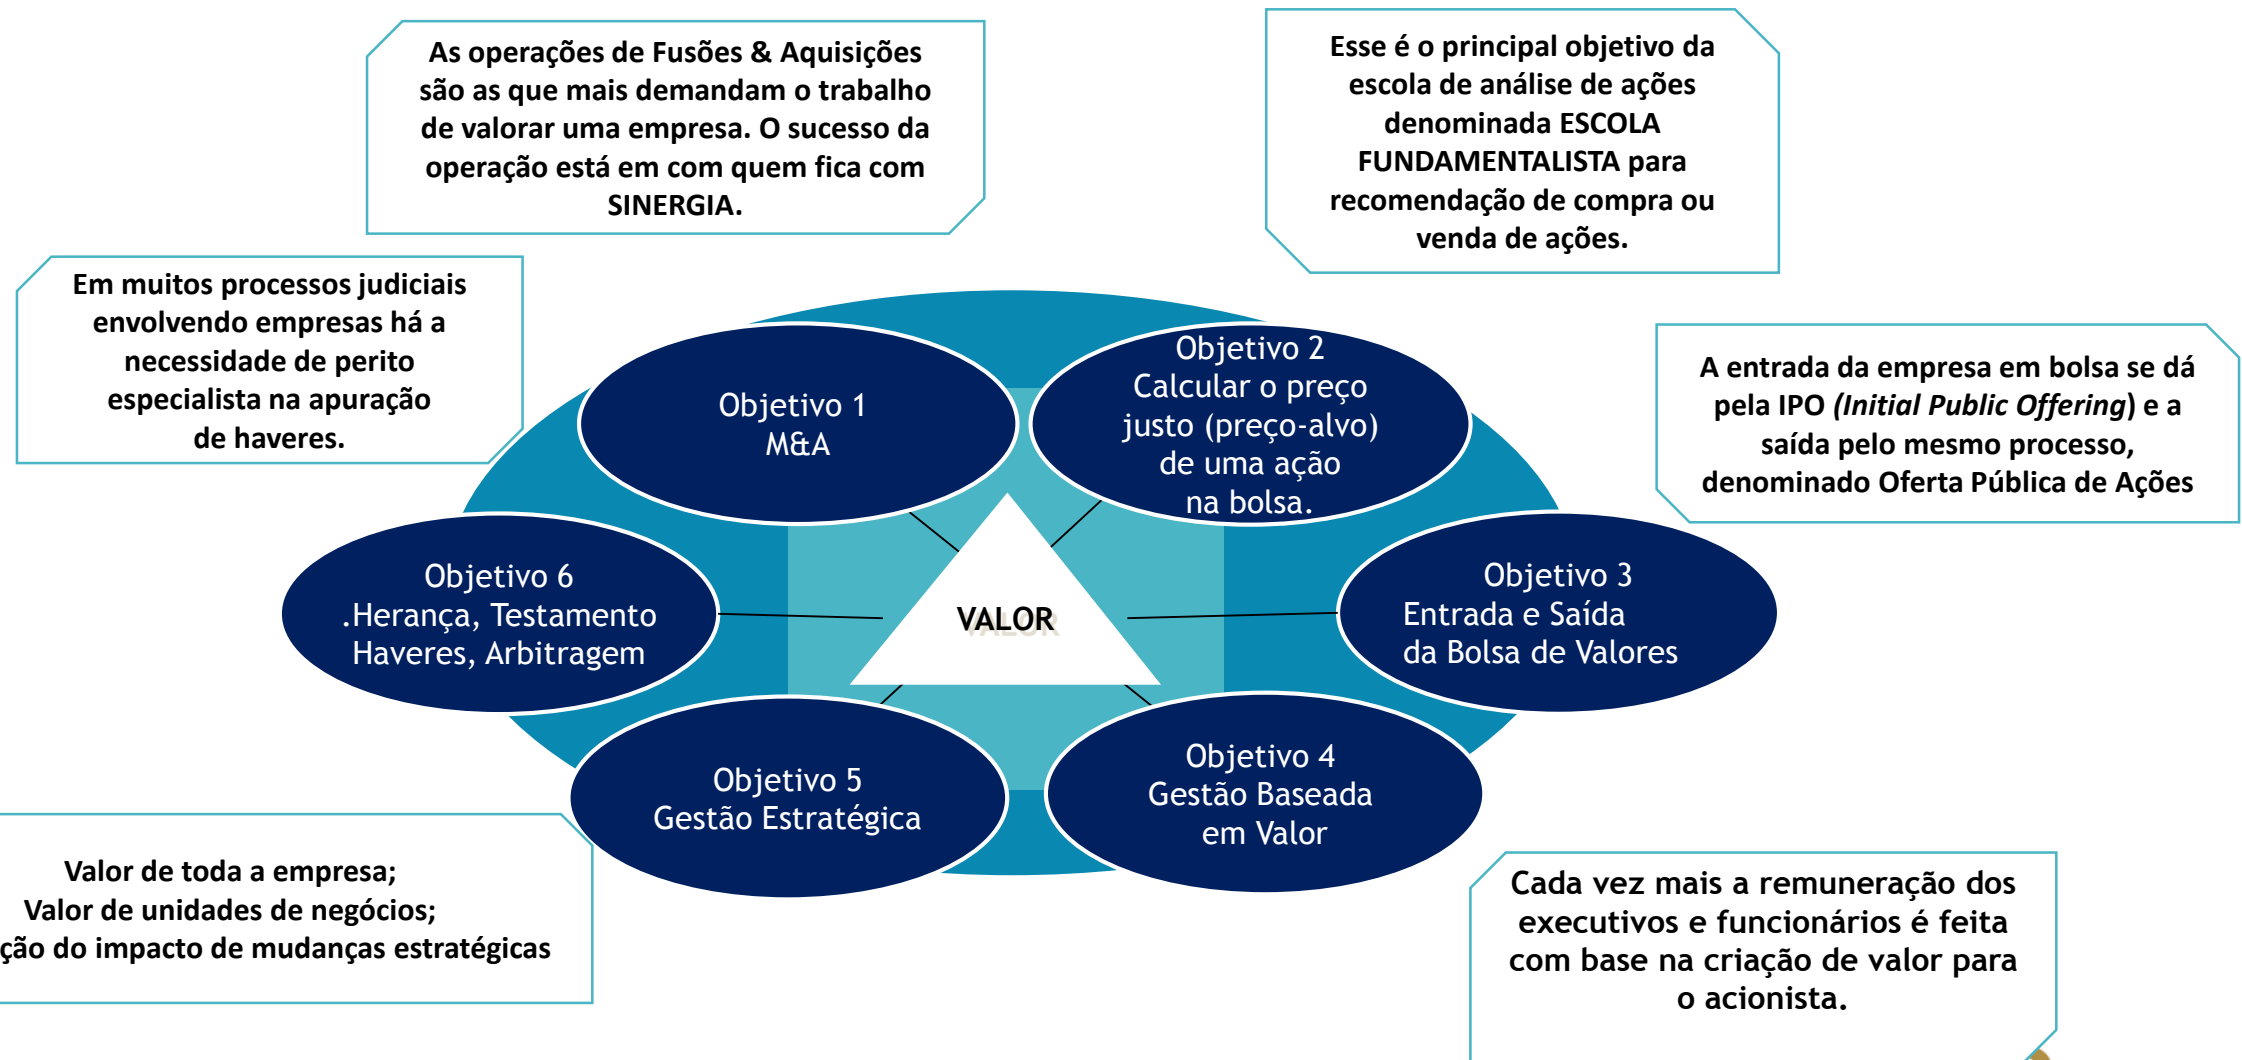 As operações de Fusões & Aquisições
são as que mais demandam o trabalho
de valorar uma empresa. O sucesso da
operação está em com quem fica com
SINERGIA.
Esse é o principal objetivo da
escola de análise de ações
denominada ESCOLA
FUNDAMENTALISTA para
recomendação de compra ou
venda de ações.
Em muitos processos judiciais
envolvendo empresas há a
necessidade de perito
especialista na apuração
de haveres.
A entrada da empresa em bolsa se dá
pela IPO (Initial Public Offering) e a
saída pelo mesmo processo,
denominado Oferta Pública de Ações
Objetivo 1
M&A
Objetivo 2
Calcular o preço
justo (preço-alvo)
de uma ação
na bolsa.
Objetivo 6
.Herança, Testamento
Haveres, Arbitragem
VALOR
Objetivo 3
Entrada e Saída
da Bolsa de Valores
Objetivo 5
Gestão Estratégica
Objetivo 4
Gestão Baseada
em Valor
Valor de toda a empresa;
Valor de unidades de negócios;
ção do impacto de mudanças estratégicas
Cada vez mais a remuneração dos
executivos e funcionários é feita
com base na criação de valor para
o acionista.